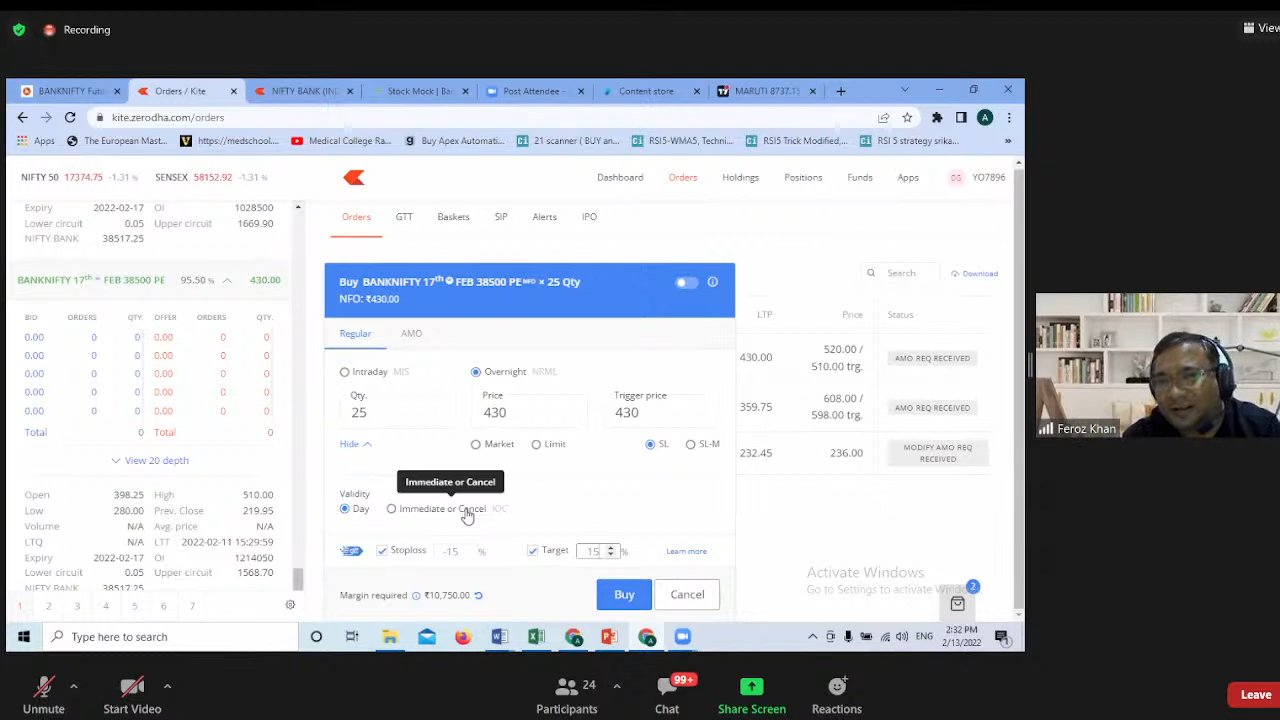 Recording
View
BANKNIFTY Futu
Orders / Kite
NIFTY BANK (IN
Stock Mock | Ba
Post Attendee -
Content store
MARUTI 8737.15
kite.zerodha.com/orders
A
Apps
The European Mast...
https://medschool...
Medical College Ra...
Buy Apex Automati...
21 scanner ( BUY an...
RSI5-WMA5, Techni...
RSI5 Trick Modified,...
RSI 5 strategy srika...
NIFTY 50 17374.75 -1.31 %
SENSEX 58152.92 -1.31 %
Dashboard
Orders
Holdings
Positions
Funds
Apps
YO7896
Expiry 2022-02-17 OI 1028500
Lower circuit 0.05 Upper circuit 1669.90
NIFTY BANK 38517.25
Orders
GTT
Baskets
SIP
Alerts
IPO
BANKNIFTY 17th FEB 38500 PE 95.50 % 430.00
Buy BANKNIFTY 17th FEB 38500 PE NFO × 25 Qty
NFO: ₹430.00
Search
Download
BID ORDERS QTY. OFFER ORDERS QTY.
0.00 0 0 0.00 0 0
0.00 0 0 0.00 0 0
0.00 0 0 0.00 0 0
0.00 0 0 0.00 0 0
0.00 0 0 0.00 0 0
Total 0 Total 0
View 20 depth
Open 398.25 High 510.00
Low 280.00 Prev. Close 219.95
Volume N/A Avg. price N/A
LTQ N/A LTT 2022-02-11 15:29:59
Expiry 2022-02-17 OI 1214050
Lower circuit 0.05 Upper circuit 1568.70
NIFTY BANK 38517.25
1 2 3 4 5 6 7
Regular
AMO
Intraday MIS
Overnight NRML
Qty.
25
Price
430
Trigger price
430
Hide
Market
Limit
SL
SL-M
Immediate or Cancel
Validity
Day
Immediate or Cancel
Stoploss -15 %
Target 15 %
Learn more
Margin required ₹10,750.00
Buy
Cancel
LTP Price Status
430.00 520.00 / 510.00 trg. AMO REQ RECEIVED
359.75 608.00 / 598.00 trg. AMO REQ RECEIVED
232.45 236.00 MODIFY AMO REQ RECEIVED
Activate Windows
Go to Settings to activate Windows.
2
Feroz Khan
Type here to search
ENG
2:32 PM
2/13/2022
Unmute
Start Video
24
Participants
99+
Chat
Share Screen
Reactions
Leave